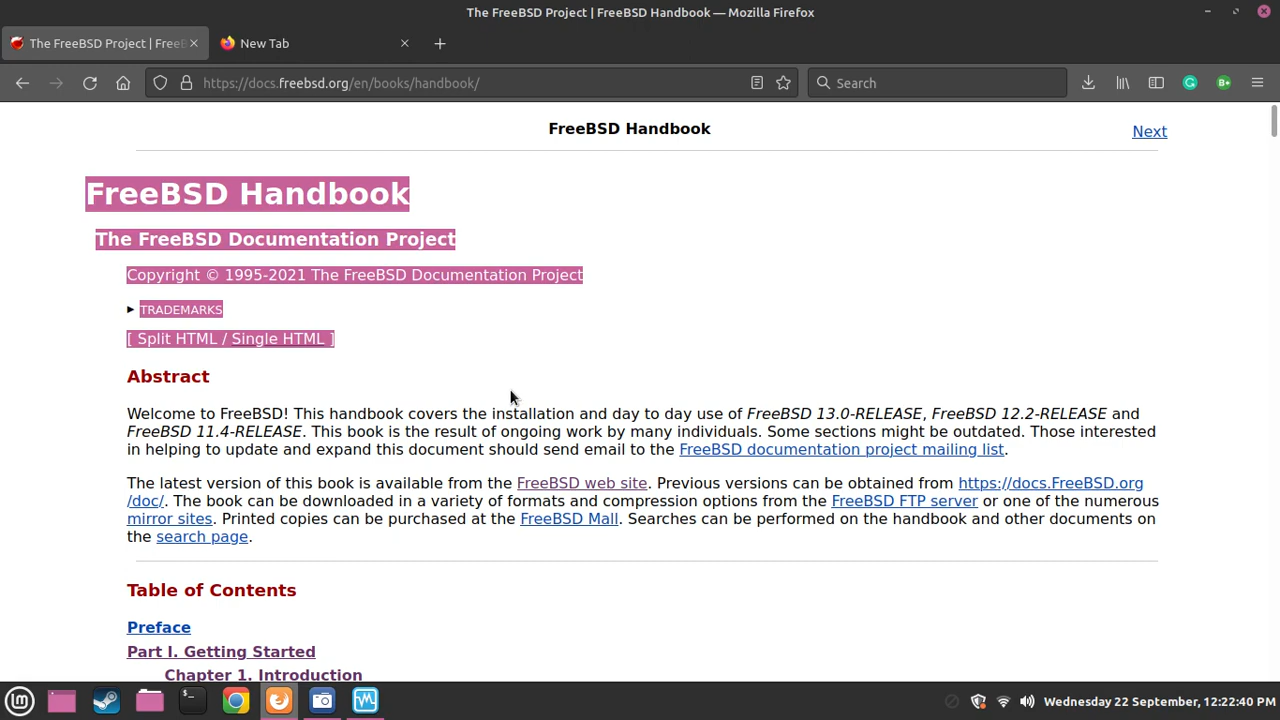 The FreeBSD Project | FreeBSD Handbook — Mozilla Firefox
The FreeBSD Project | FreeB
New Tab
https://docs.freebsd.org/en/books/handbook/
Search
B+
FreeBSD Handbook
Next
FreeBSD Handbook
The FreeBSD Documentation Project
Copyright © 1995-2021 The FreeBSD Documentation Project
TRADEMARKS
[ Split HTML / Single HTML ]
Abstract
Welcome to FreeBSD! This handbook covers the installation and day to day use of FreeBSD 13.0-RELEASE, FreeBSD 12.2-RELEASE and
FreeBSD 11.4-RELEASE. This book is the result of ongoing work by many individuals. Some sections might be outdated. Those interested
in helping to update and expand this document should send email to the FreeBSD documentation project mailing list.
The latest version of this book is available from the FreeBSD web site. Previous versions can be obtained from https://docs.FreeBSD.org
/doc/. The book can be downloaded in a variety of formats and compression options from the FreeBSD FTP server or one of the numerous
mirror sites. Printed copies can be purchased at the FreeBSD Mall. Searches can be performed on the handbook and other documents on
the search page.
Table of Contents
Preface
Part I. Getting Started
Chapter 1. Introduction
Wednesday 22 September, 12:22:40 PM